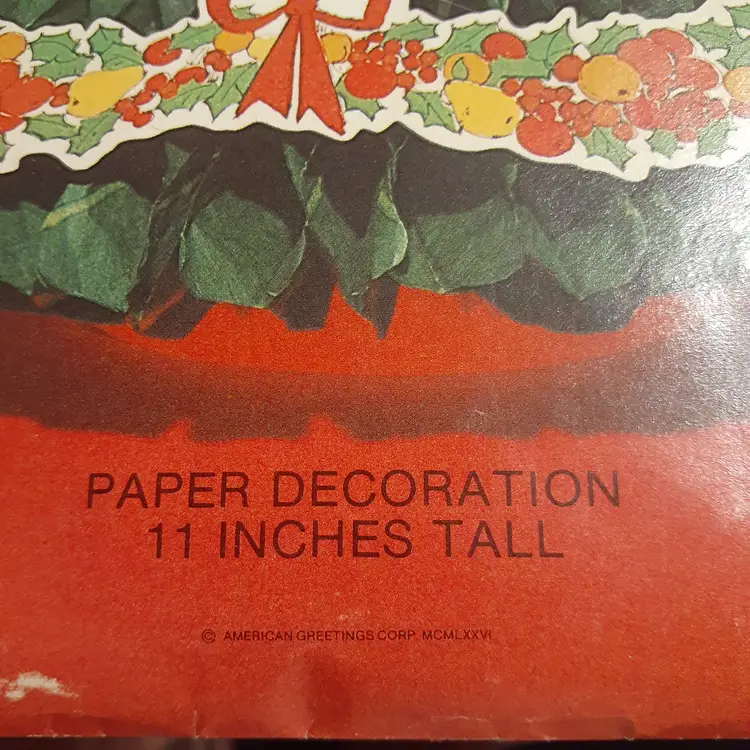 PAPER DECORATION
11 INCHES TALL
© AMERICAN GREETINGS CORP. MCMLXXVI